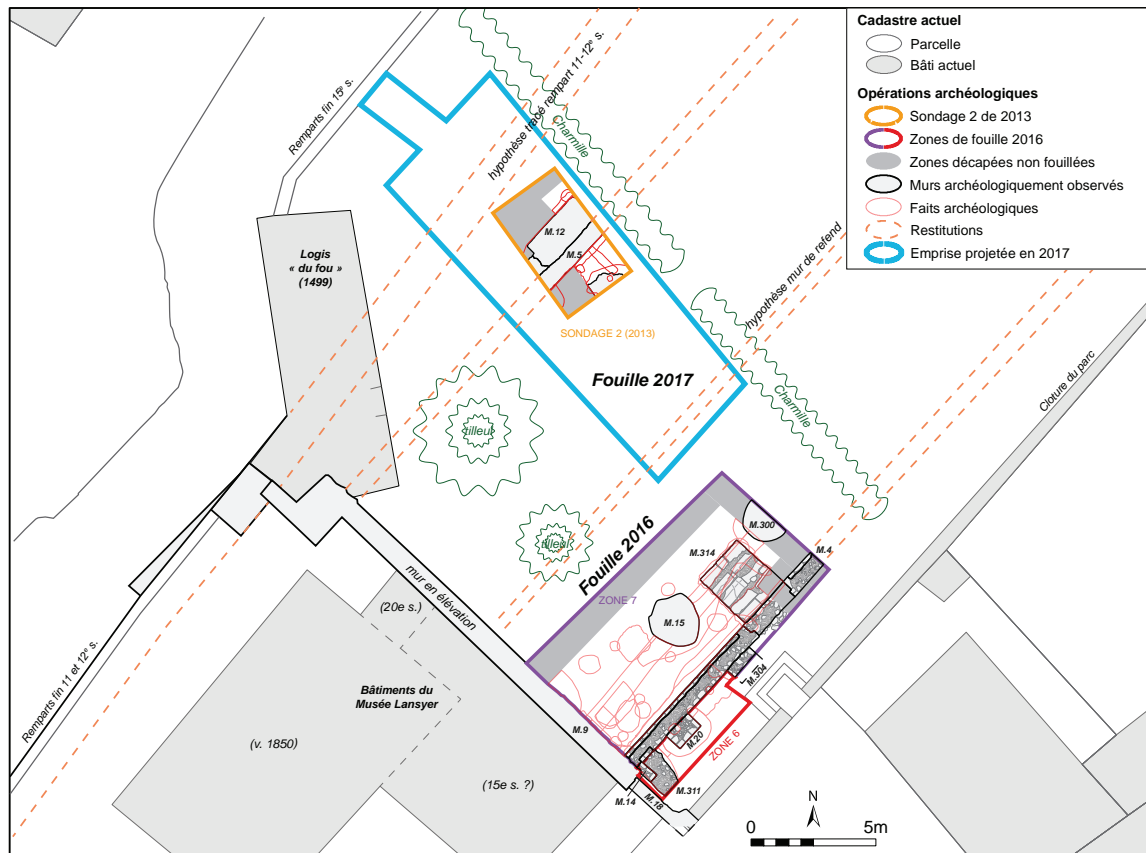 Cadastre actuel
Parcelle
Bâti actuel
Opérations archéologiques
Sondage 2 de 2013
Zones de fouille 2016
Zones décapées non fouillées
Murs archéologiquement observés
Faits archéologiques
Restitutions
Emprise projetée en 2017
Remparts fin 15e s.
hypothèse tracé rempart 11-12e s.
Charmille
Logis
« du fou »
(1499)
M.12
M.5
SONDAGE 2 (2013)
hypothèse mur de refend
Fouille 2017
Charmille
Cloture du parc
tilleul
tilleul
Fouille 2016
ZONE 7
M.300
M.314
M.4
M.15
mur en élévation
(20e s.)
Bâtiments du
Musée Lansyer
Remparts fin 11 et 12e s.
(v. 1850)
(15e s. ?)
M.9
M.304
M.20
ZONE 6
M.311
M.14
M.18
N
0
5m